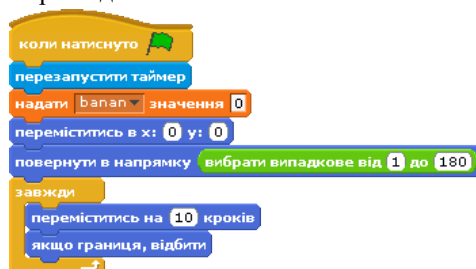 коли натиснуто
перезапустити таймер
надати banan значення 0
переміститись в x: 0 y: 0
повернути в напрямку вибрати випадкове від 1 до 180
завжди
переміститись на 10 кроків
якщо границя, відбити